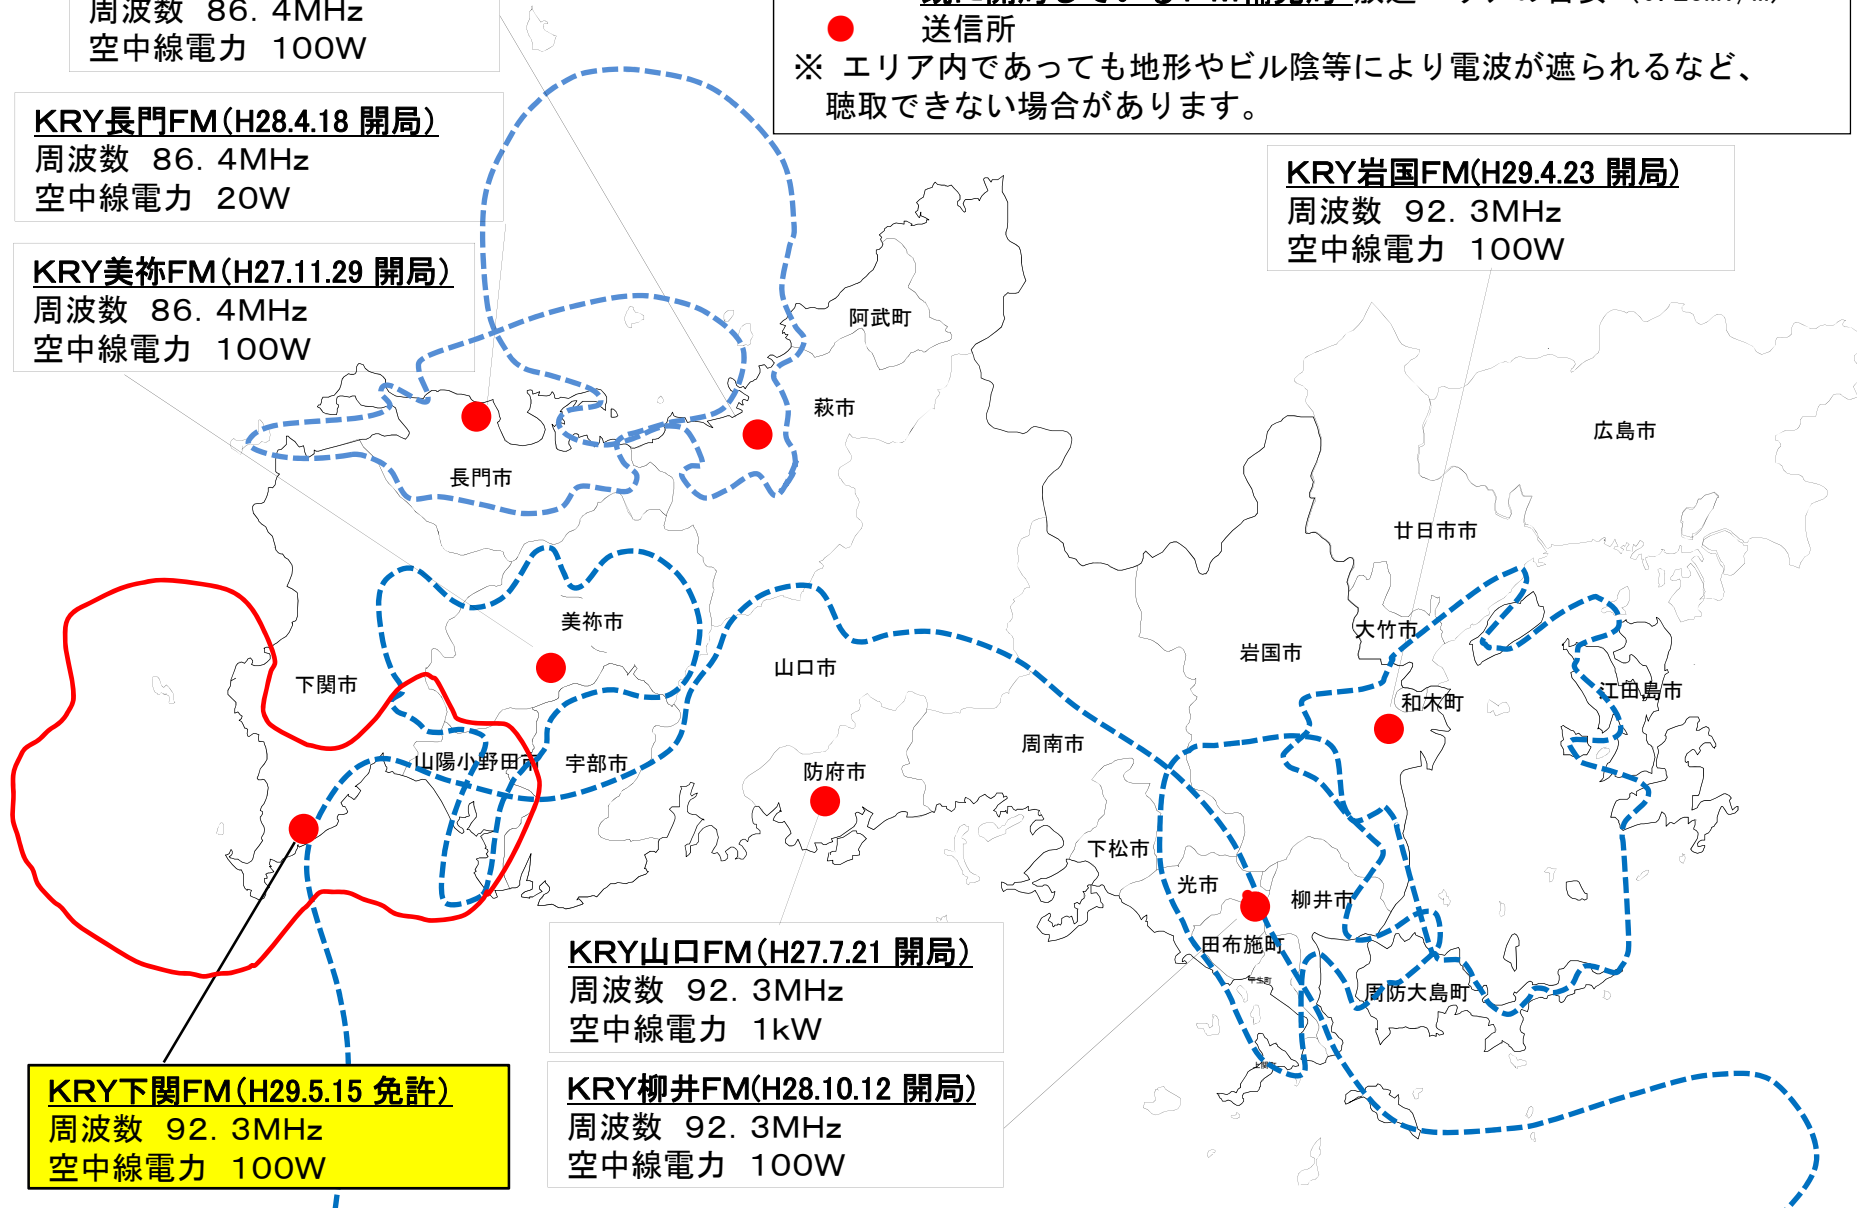 周波数 86. 4MHz
空中線電力 100W
送信所
※ エリア内であっても地形やビル陰等により電波が遮られるなど、
聴取できない場合があります。
KRY長門FM(H28.4.18 開局)
周波数 86. 4MHz
空中線電力 20W
KRY岩国FM(H29.4.23 開局)
周波数 92. 3MHz
空中線電力 100W
KRY美祢FM(H27.11.29 開局)
周波数 86. 4MHz
空中線電力 100W
阿武町
萩市
広島市
長門市
廿日市市
美祢市
大竹市
岩国市
山口市
下関市
江田島市
和木町
周南市
山陽小野田市
宇部市
防府市
下松市
光市
柳井市
田布施町
平生町
周防大島町
上関町
KRY山口FM(H27.7.21 開局)
周波数 92. 3MHz
空中線電力 1kW
KRY下関FM(H29.5.15 免許)
周波数 92. 3MHz
空中線電力 100W
KRY柳井FM(H28.10.12 開局)
周波数 92. 3MHz
空中線電力 100W